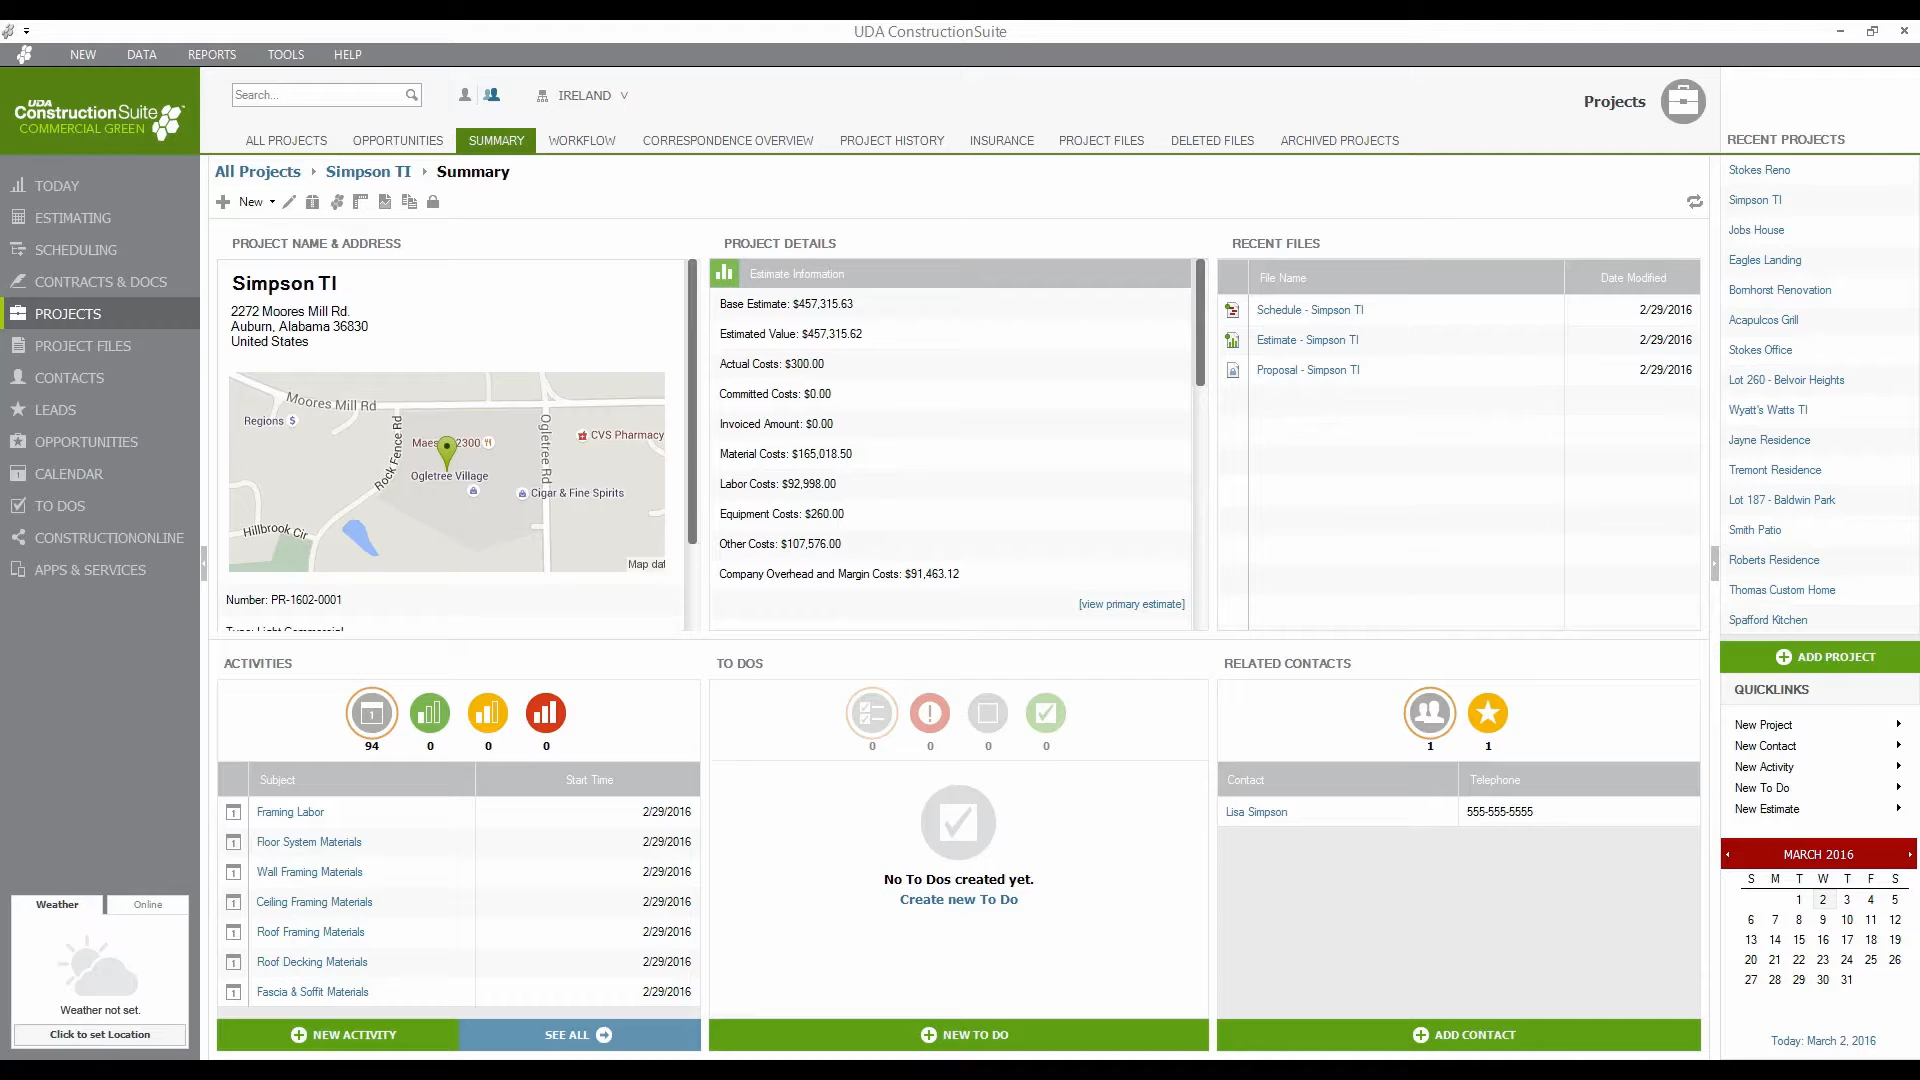 UDA ConstructionSuite
NEW DATA REPORTS TOOLS HELP
UDA
ConstructionSuite
COMMERCIAL GREEN
Search...
IRELAND
Projects
ALL PROJECTS OPPORTUNITIES SUMMARY WORKFLOW CORRESPONDENCE OVERVIEW PROJECT HISTORY INSURANCE PROJECT FILES DELETED FILES ARCHIVED PROJECTS
All Projects Simpson TI Summary
New
TODAY
ESTIMATING
SCHEDULING
CONTRACTS & DOCS
PROJECTS
PROJECT FILES
CONTACTS
LEADS
OPPORTUNITIES
CALENDAR
TO DOS
CONSTRUCTIONONLINE
APPS & SERVICES
Weather Online
Weather not set.
Click to set Location
PROJECT NAME & ADDRESS
Simpson TI
2272 Moores Mill Rd.
Auburn, Alabama 36830
United States
Moores Mill Rd
Regions $
Rock Fence Rd
Maes 2300
Ogletree Village
Ogletree Rd
CVS Pharmacy
Cigar & Fine Spirits
Hillbrook Cir
Map dat
Number: PR-1602-0001
Type: Light Commercial
PROJECT DETAILS
Estimate Information
Base Estimate: $457,315.63
Estimated Value: $457,315.62
Actual Costs: $300.00
Committed Costs: $0.00
Invoiced Amount: $0.00
Material Costs: $165,018.50
Labor Costs: $92,998.00
Equipment Costs: $260.00
Other Costs: $107,576.00
Company Overhead and Margin Costs: $91,463.12
[view primary estimate]
RECENT FILES
File Name Date Modified
Schedule - Simpson TI 2/29/2016
Estimate - Simpson TI 2/29/2016
Proposal - Simpson TI 2/29/2016
ACTIVITIES
1
94 0 0 0
Subject Start Time
1 Framing Labor 2/29/2016
1 Floor System Materials 2/29/2016
1 Wall Framing Materials 2/29/2016
1 Ceiling Framing Materials 2/29/2016
1 Roof Framing Materials 2/29/2016
1 Roof Decking Materials 2/29/2016
1 Fascia & Soffit Materials 2/29/2016
NEW ACTIVITY SEE ALL
TO DOS
0 0 0 0
No To Dos created yet.
Create new To Do
NEW TO DO
RELATED CONTACTS
1 1
Contact Telephone
Lisa Simpson 555-555-5555
ADD CONTACT
RECENT PROJECTS
Stokes Reno
Simpson TI
Jobs House
Eagles Landing
Bornhorst Renovation
Acapulcos Grill
Stokes Office
Lot 260 - Belvoir Heights
Wyatt's Watts TI
Jayne Residence
Tremont Residence
Lot 187 - Baldwin Park
Smith Patio
Roberts Residence
Thomas Custom Home
Spafford Kitchen
ADD PROJECT
QUICKLINKS
New Project
New Contact
New Activity
New To Do
New Estimate
MARCH 2016
S M T W T F S
1 2 3 4 5
6 7 8 9 10 11 12
13 14 15 16 17 18 19
20 21 22 23 24 25 26
27 28 29 30 31
Today: March 2, 2016